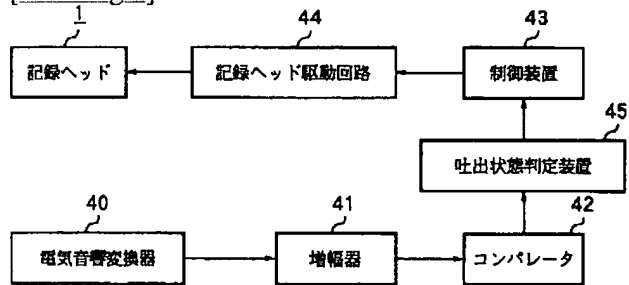 1
44
43
記録ヘッド
記録ヘッド駆動回路
制御装置
45
吐出状態判定装置
40
41
42
電気音響変換器
増幅器
コンパレータ